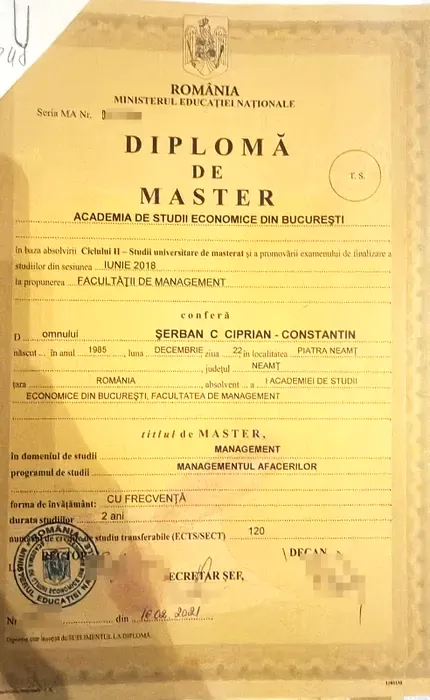 ROMÂNIA
MINISTERUL EDUCAȚIEI NAȚIONALE
Seria MA Nr.
DIPLOMĂ
DE
MASTER
T. S.
ACADEMIA DE STUDII ECONOMICE DIN BUCUREȘTI
în baza absolvirii Ciclului II – Studii universitare de masterat și a promovării examenului de finalizare a
studiilor din sesiunea IUNIE 2018
la propunerea FACULTĂȚII DE MANAGEMENT
conferă
D omnului ȘERBAN C CIPRIAN - CONSTANTIN
născut în anul 1985, luna DECEMBRIE ziua 22 în localitatea PIATRA NEAMȚ
județul NEAMȚ
țara ROMÂNIA, absolvent a l ACADEMIEI DE STUDII
ECONOMICE DIN BUCUREȘTI, FACULTATEA DE MANAGEMENT
titlul de MASTER,
în domeniul de studii MANAGEMENT
programul de studii MANAGEMENTUL AFACERILOR
forma de învățământ: CU FRECVENȚĂ
durata studiilor 2 ani
de studiu transferabile (ECTS/SECT) 120
RECTOR
DECAN
ECRETAR ȘEF,
Nr din 16.02.2021
SUPLIMENTUL LA DIPLOMĂ